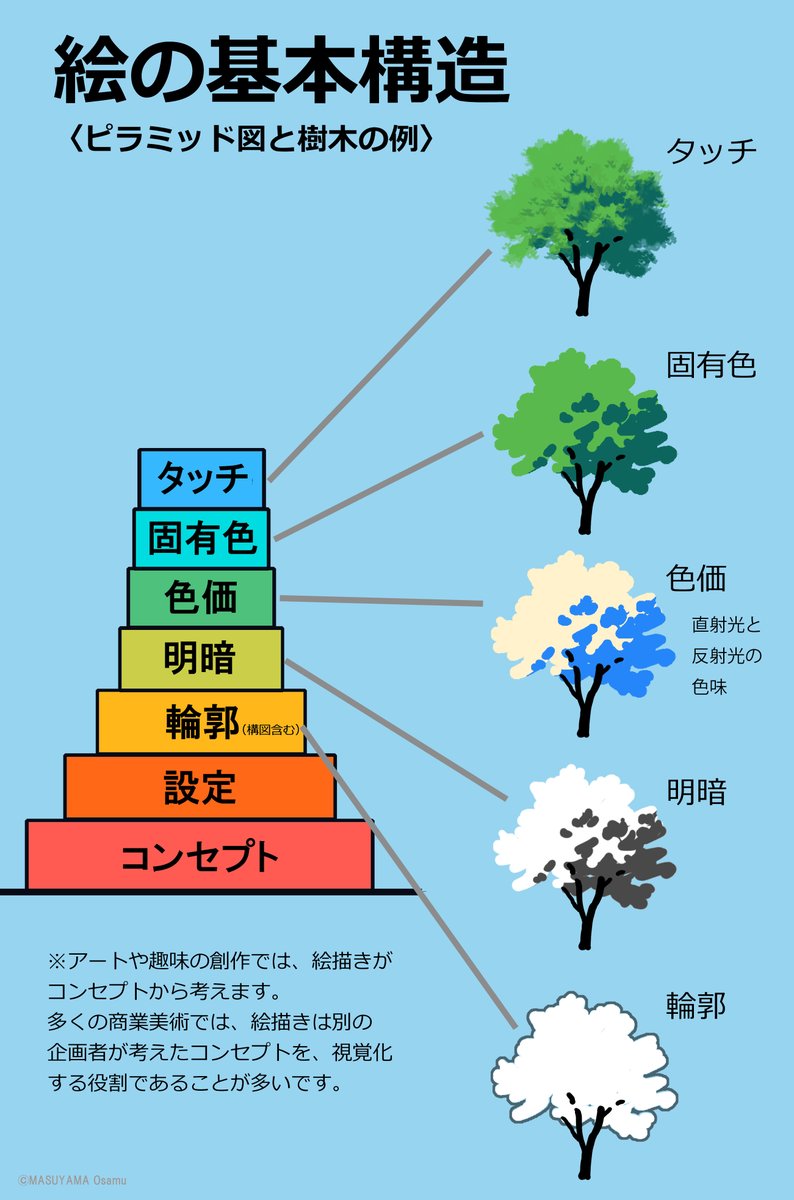 絵の基本構造
〈ピラミッド図と樹木の例〉
タッチ
固有色
色価
直射光と
反射光の
色味
明暗
輪郭
タッチ
固有色
色価
明暗
輪郭(構図含む)
設定
コンセプト
※アートや趣味の創作では、絵描きが
コンセプトから考えます。
多くの商業美術では、絵描きは別の
企画者が考えたコンセプトを、視覚化
する役割であることが多いです。
©MASUYAMA Osamu